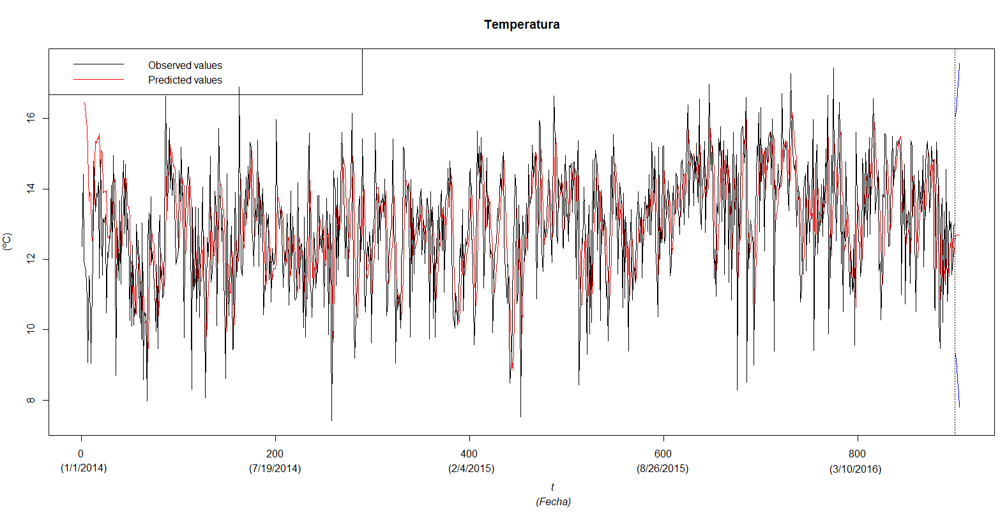 Temperatura
Observed values
Predicted values
16
14
12
10
8
(ºC)
0 200 400 600 800
(1/1/2014) (7/19/2014) (2/4/2015) (8/26/2015) (3/10/2016)
t
(Fecha)